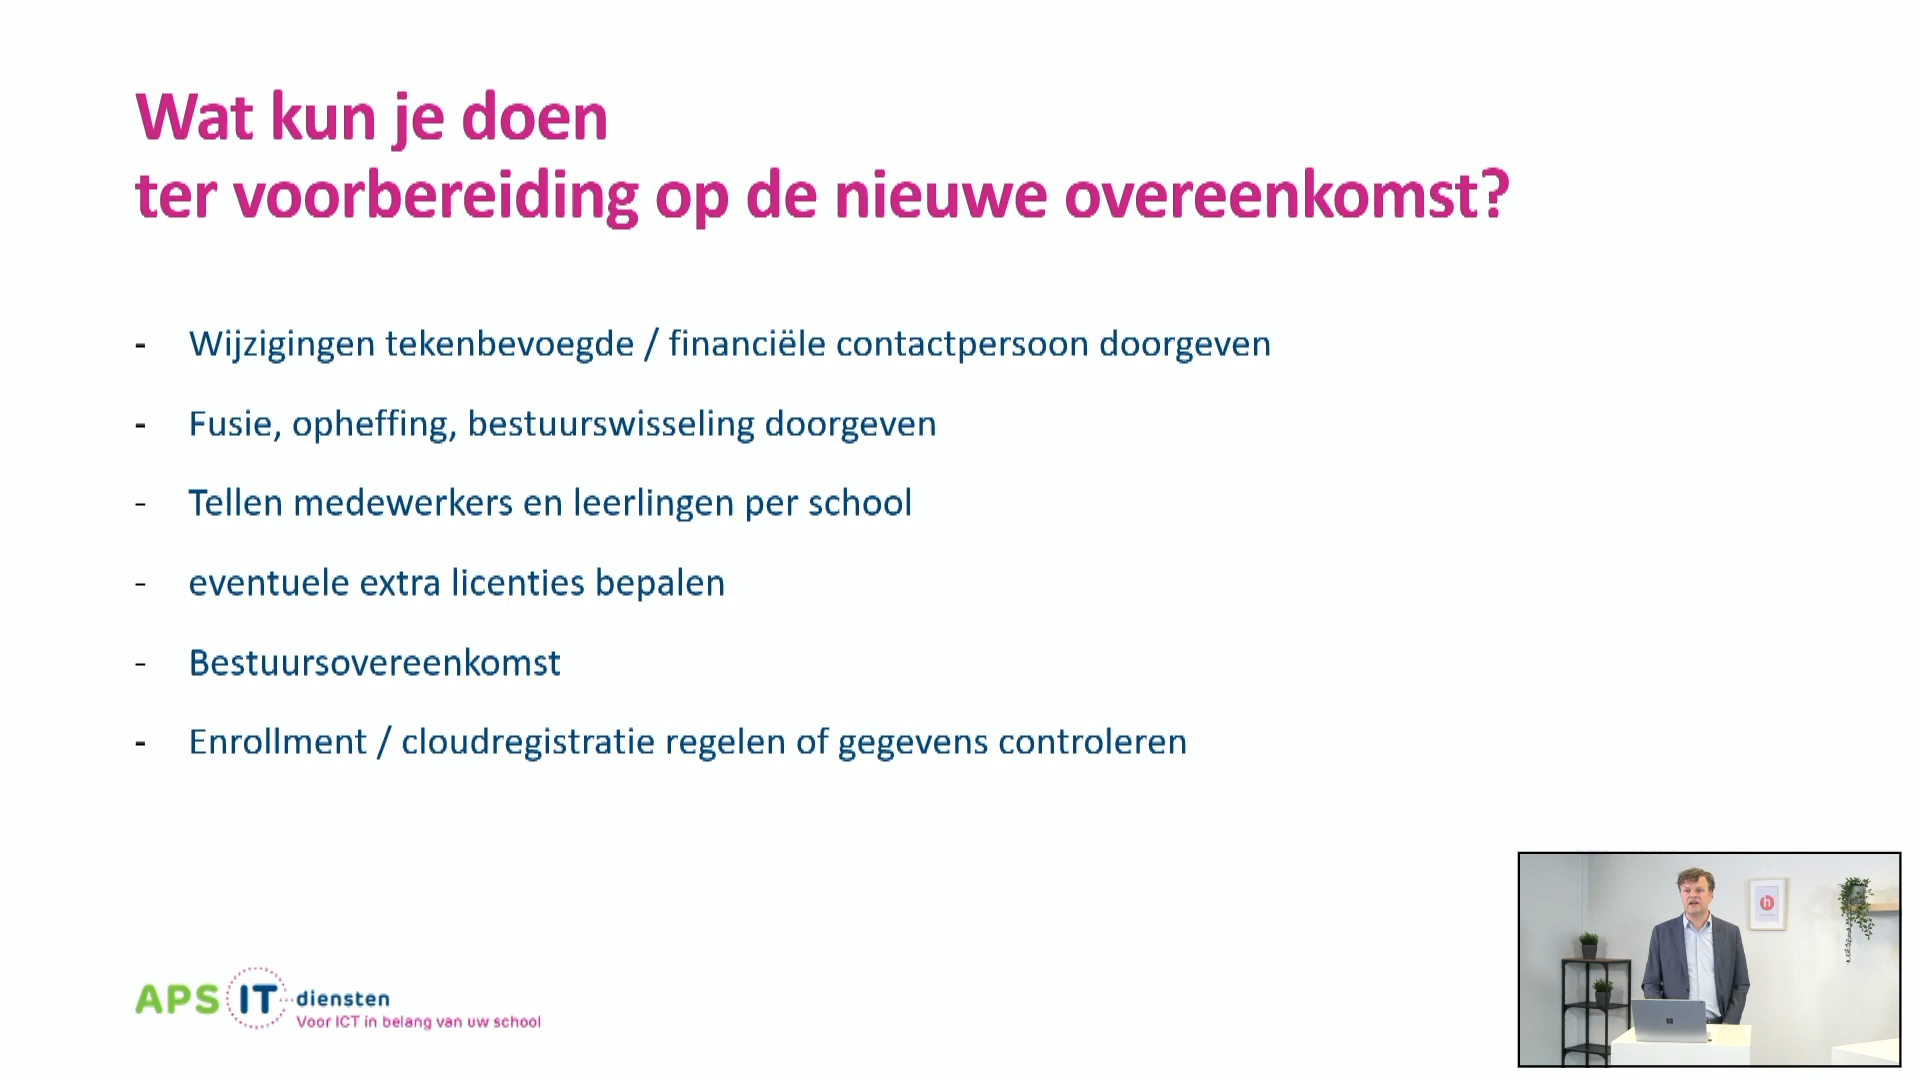 Wat kun je doen
ter voorbereiding op de nieuwe overeenkomst?
- Wijzigingen tekenbevoegde / financiële contactpersoon doorgeven
- Fusie, opheffing, bestuurswisseling doorgeven
- Tellen medewerkers en leerlingen per school
- eventuele extra licenties bepalen
- Bestuursovereenkomst
- Enrollment / cloudregistratie regelen of gegevens controleren
APS IT diensten
Voor ICT in belang van uw school
h